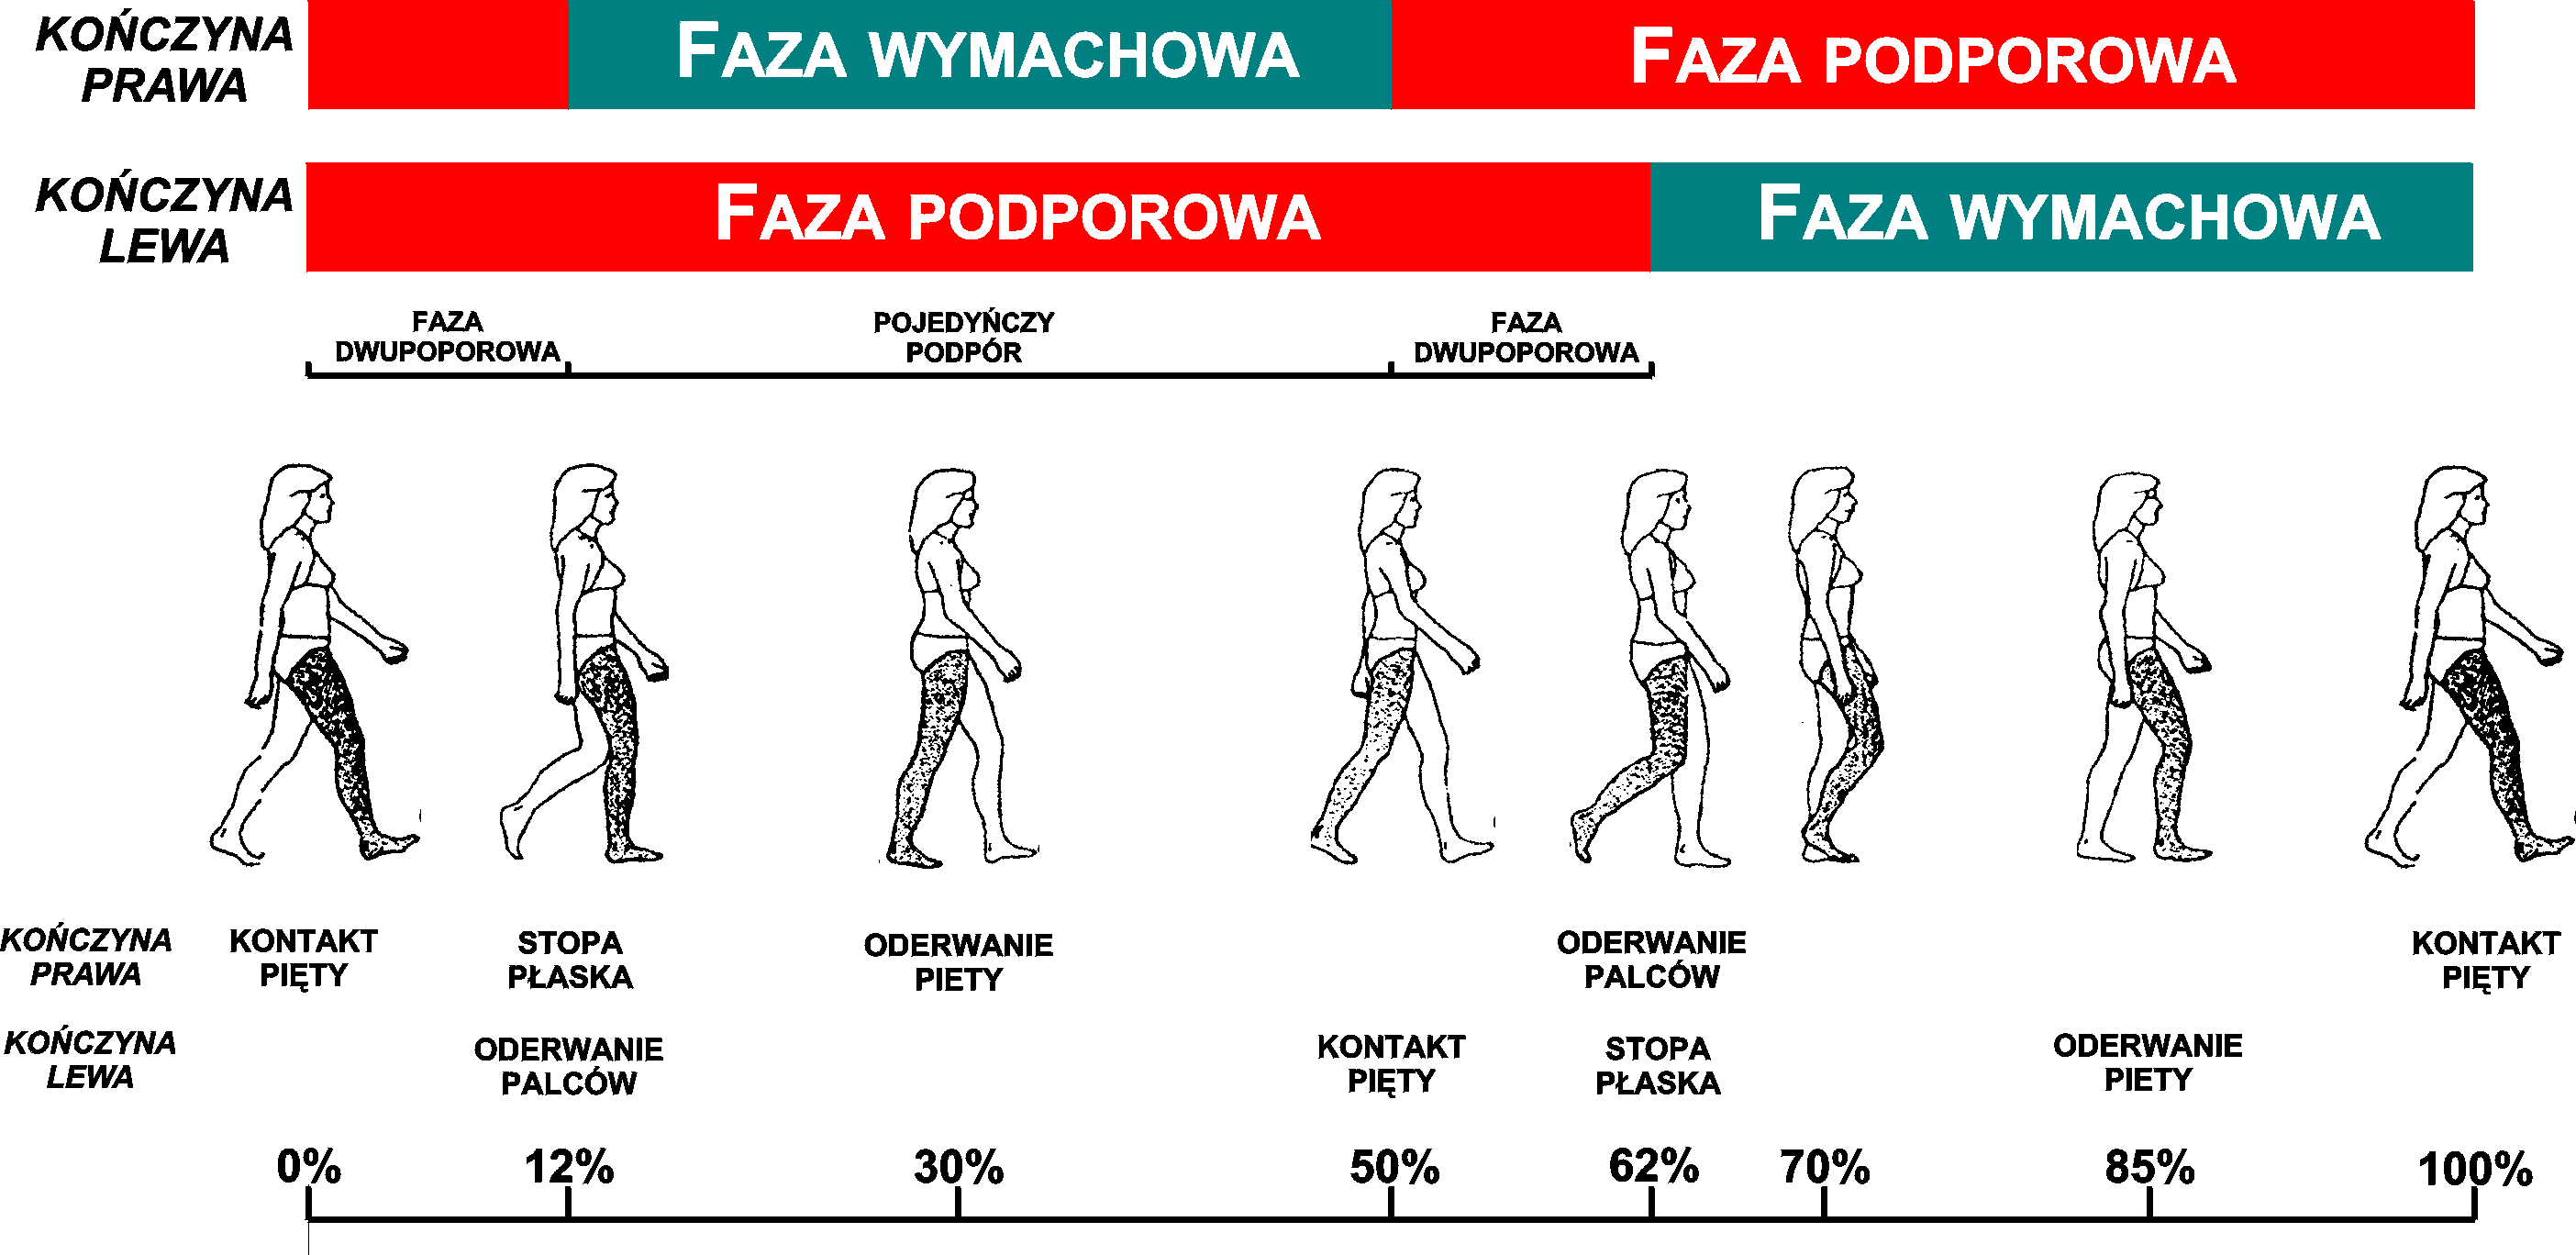 KOŃCZYNA
PRAWA
FAZA WYMACHOWA
FAZA PODPOROWA
KOŃCZYNA
LEWA
FAZA PODPOROWA
FAZA WYMACHOWA
FAZA
DWUPOPOROWA
POJEDYŃCZY
PODPÓR
FAZA
DWUPOPOROWA
KOŃCZYNA
PRAWA
KONTAKT
PIĘTY
STOPA
PŁASKA
ODERWANIE
PIETY
ODERWANIE
PALCÓW
KONTAKT
PIĘTY
KOŃCZYNA
LEWA
ODERWANIE
PALCÓW
KONTAKT
PIĘTY
STOPA
PŁASKA
ODERWANIE
PIETY
0% 12% 30% 50% 62% 70% 85% 100%